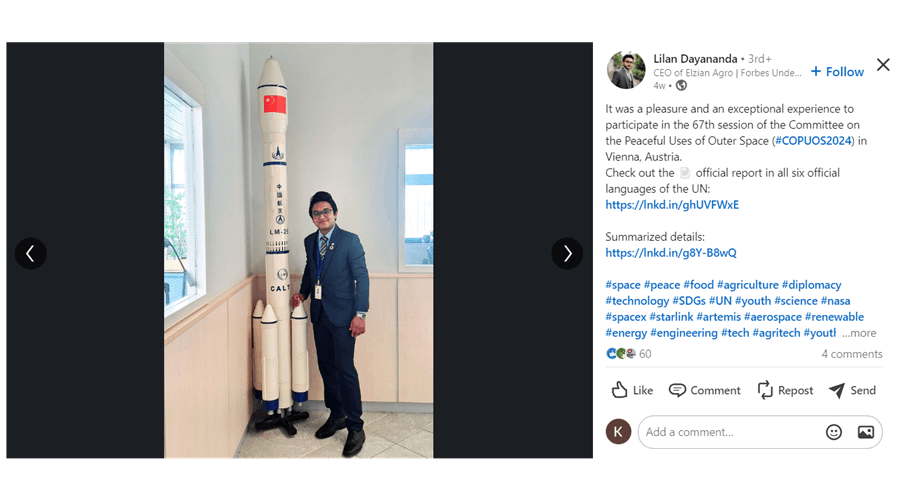 中国航天
LM-2E
CALT
Lilan Dayananda • 3rd+
CEO of Elzian Agro | Forbes Unde...
+ Follow
4w •
It was a pleasure and an exceptional experience to
participate in the 67th session of the Committee on
the Peaceful Uses of Outer Space (#COPUOS2024) in
Vienna, Austria.
Check out the 📄 official report in all six official
languages of the UN:
https://lnkd.in/ghUVFWxE
Summarized details:
https://lnkd.in/g8Y-B8wQ
#space #peace #food #agriculture #diplomacy
#technology #SDGs #UN #youth #science #nasa
#spacex #starlink #artemis #aerospace #renewable
#energy #engineering #tech #agritech #youtl ...more
60
4 comments
Like Comment Repost Send
K
Add a comment...